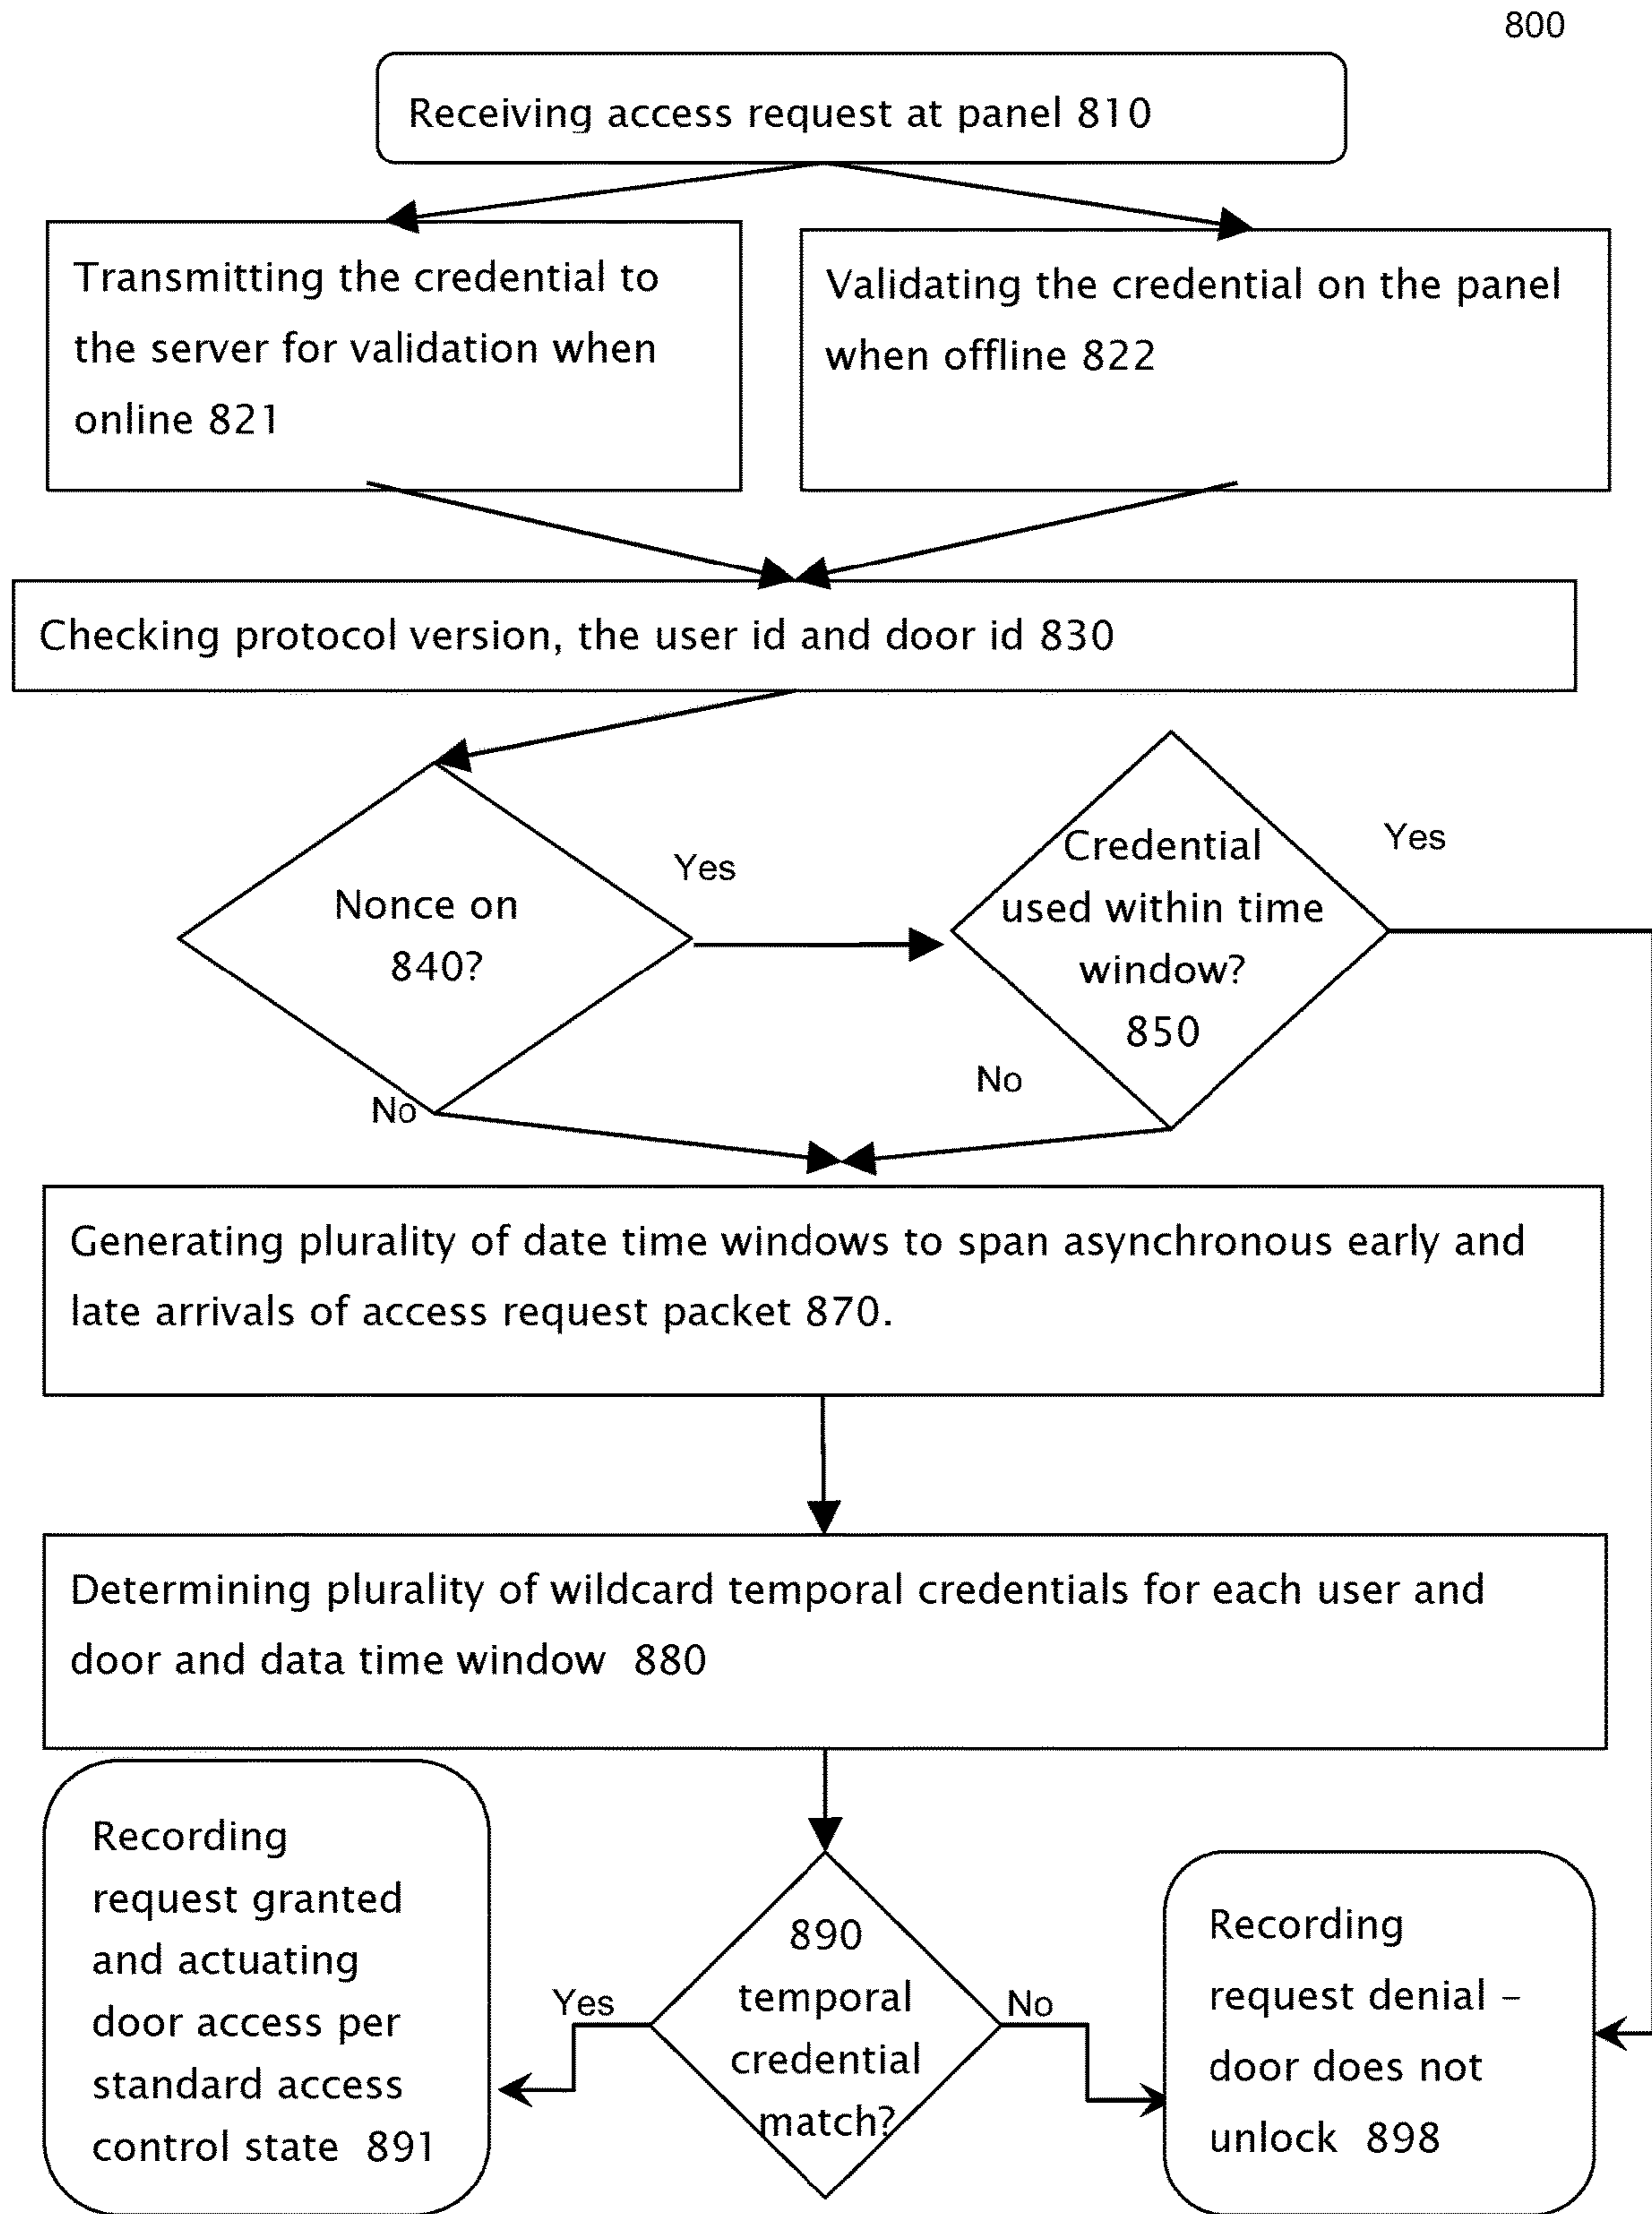 800
Receiving access request at panel 810
Transmitting the credential to
the server for validation when
online 821
Validating the credential on the panel
when offline 822
Checking protocol version, the user id and door id 830
Nonce on
840?
Yes
No
Credential
used within time
window?
850
Yes
No
Generating plurality of date time windows to span asynchronous early and
late arrivals of access request packet 870.
Determining plurality of wildcard temporal credentials for each user and
door and data time window 880
890
temporal
credential
match?
Yes
No
Recording
request granted
and actuating
door access per
standard access
control state 891
Recording
request denial –
door does not
unlock 898